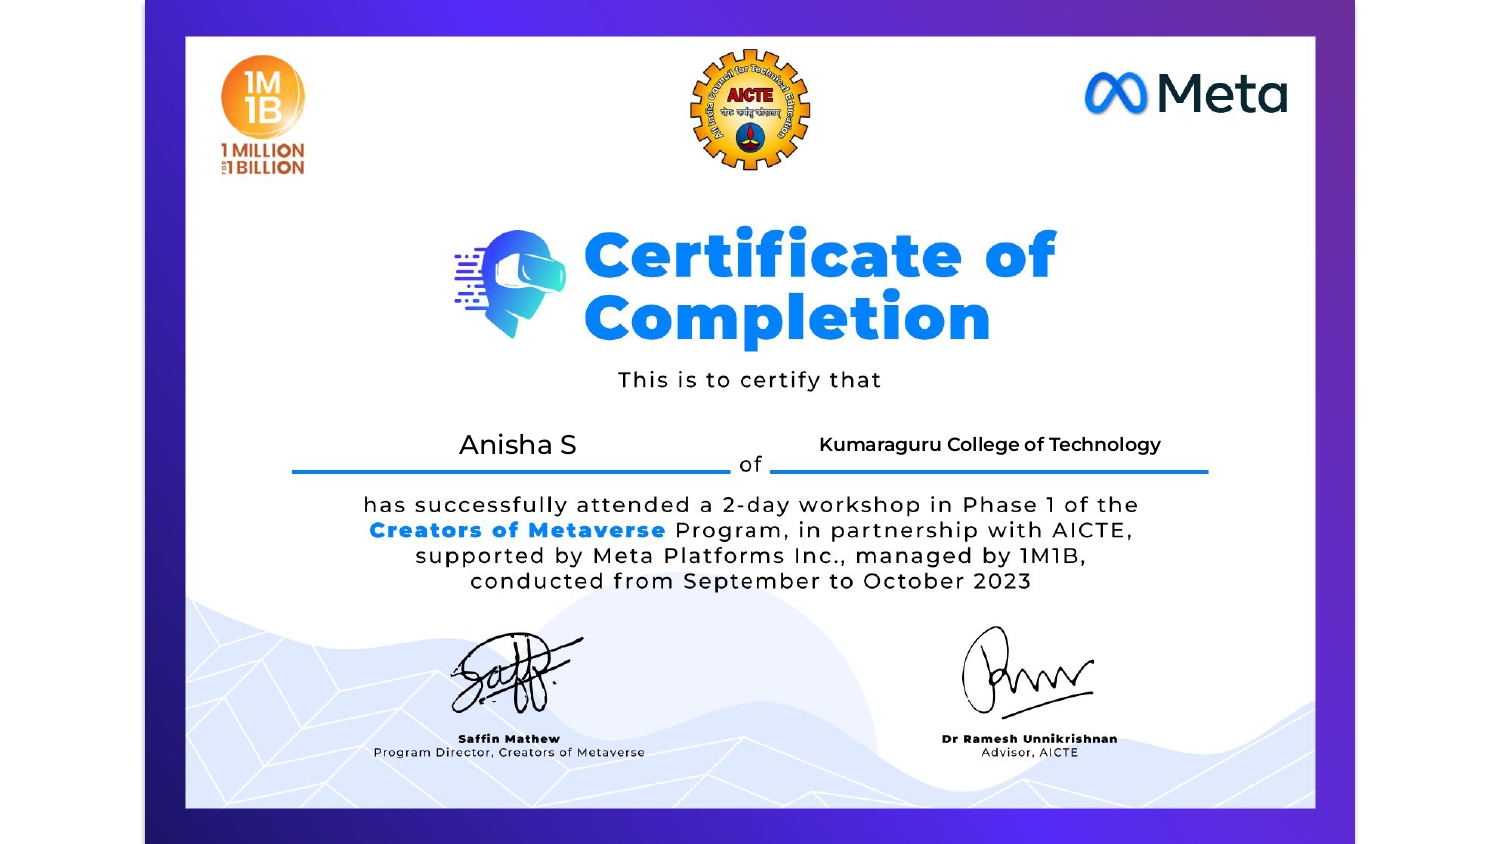 1M
1B
1 MILLION
FOR 1 BILLION
All India Council for Technical Education
AICTE
योगः कर्मसु कौशलम्
Meta
Certificate of
Completion
This is to certify that
Anisha S of Kumaraguru College of Technology
has successfully attended a 2-day workshop in Phase 1 of the
Creators of Metaverse Program, in partnership with AICTE,
supported by Meta Platforms Inc., managed by 1M1B,
conducted from September to October 2023
Saffin Mathew
Program Director, Creators of Metaverse
Dr Ramesh Unnikrishnan
Advisor, AICTE